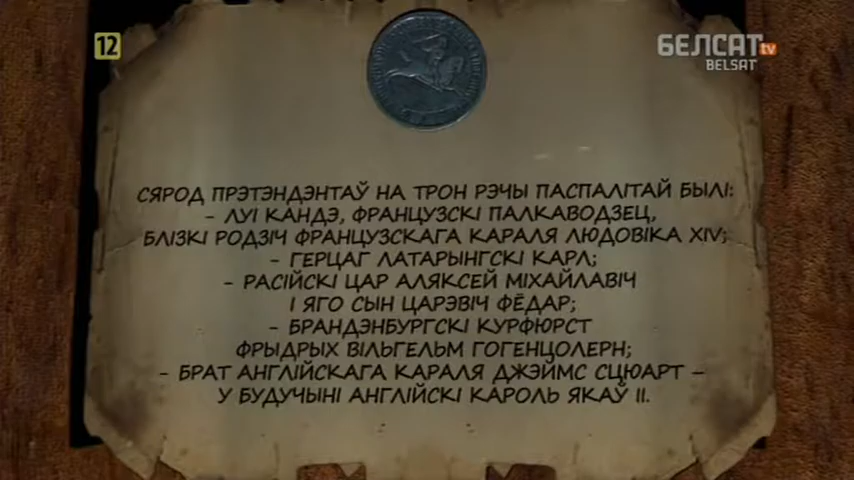 12
БЕЛСАТ tv
BELSAT
СЯРОД ПРЭТЭНДЭНТАЎ НА ТРОН РЭЧЫ ПАСПАЛІТАЙ БЫЛІ:
– ЛУІ КАНДЭ, ФРАНЦУЗСКІ ПАЛКАВОДЗЕЦ,
БЛІЗКІ РОДЗІЧ ФРАНЦУЗСКАГА КАРАЛЯ ЛЮДОВІКА XIV;
– ГЕРЦАГ ЛАТАРЫНГСКІ КАРЛ;
– РАСІЙСКІ ЦАР АЛЯКСЕЙ МІХАЙЛАВІЧ
І ЯГО СЫН ЦАРЭВІЧ ФЁДАР;
– БРАНДЭНБУРГСКІ КУРФЮРСТ
ФРЫДРЫХ ВІЛЬГЕЛЬМ ГОГЕНЦОЛЕРН;
– БРАТ АНГЛІЙСКАГА КАРАЛЯ ДЖЭЙМС СЦЮАРТ –
У БУДУЧЫНІ АНГЛІЙСКІ КАРОЛЬ ЯКАЎ II.